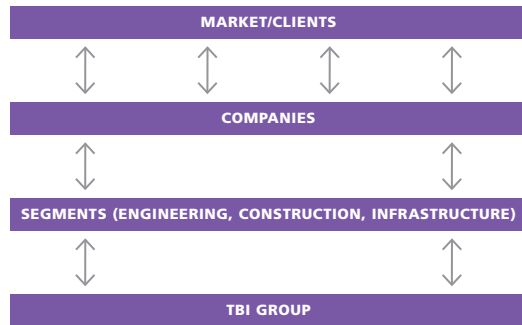 MARKET/CLIENTS
COMPANIES
SEGMENTS (ENGINEERING, CONSTRUCTION, INFRASTRUCTURE)
TBI GROUP